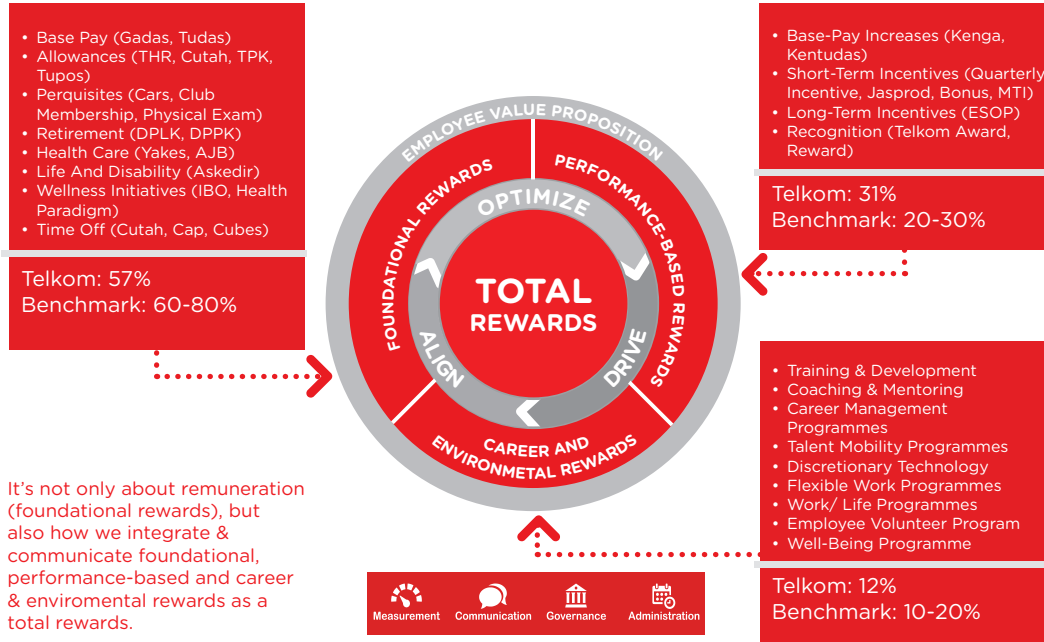 • Base Pay (Gadas, Tudas)
• Allowances (THR, Cutah, TPK,
Tupos)
• Perquisites (Cars, Club
Membership, Physical Exam)
• Retirement (DPLK, DPPK)
• Health Care (Yakes, AJB)
• Life And Disability (Askedir)
• Wellness Initiatives (IBO, Health
Paradigm)
• Time Off (Cutah, Cap, Cubes)
Telkom: 57%
Benchmark: 60-80%
It's not only about remuneration
(foundational rewards), but
also how we integrate &
communicate foundational,
performance-based and career
& enviromental rewards as a
total rewards.
EMPLOYEE VALUE PROPOSITION
FOUNDATIONAL REWARDS
PERFORMANCE-BASED REWARDS
CAREER AND
ENVIRONMETAL REWARDS
OPTIMIZE
DRIVE
ALIGN
TOTAL
REWARDS
Measurement
Communication
Governance
Administration
• Base-Pay Increases (Kenga,
Kentudas)
• Short-Term Incentives (Quarterly
Incentive, Jasprod, Bonus, MTI)
• Long-Term Incentives (ESOP)
• Recognition (Telkom Award,
Reward)
Telkom: 31%
Benchmark: 20-30%
• Training & Development
• Coaching & Mentoring
• Career Management
Programmes
• Talent Mobility Programmes
• Discretionary Technology
• Flexible Work Programmes
• Work/ Life Programmes
• Employee Volunteer Program
• Well-Being Programme
Telkom: 12%
Benchmark: 10-20%